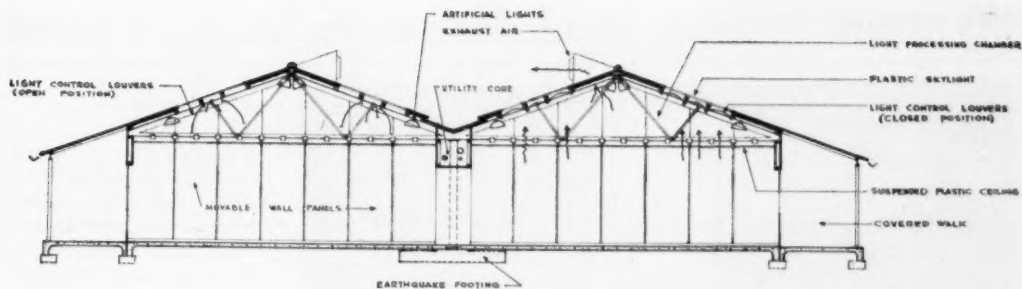 ARTIFICIAL LIGHTS
EXHAUST AIR
LIGHT PROCESSING CHAMBER
LIGHT CONTROL LOUVERS
(OPEN POSITION)
UTILITY CORE
PLASTIC SKYLIGHT
LIGHT CONTROL LOUVERS
(CLOSED POSITION)
SUSPENDED PLASTIC CEILING
MOVABLE WALL PANELS
COVERED WALK
EARTHQUAKE FOOTING